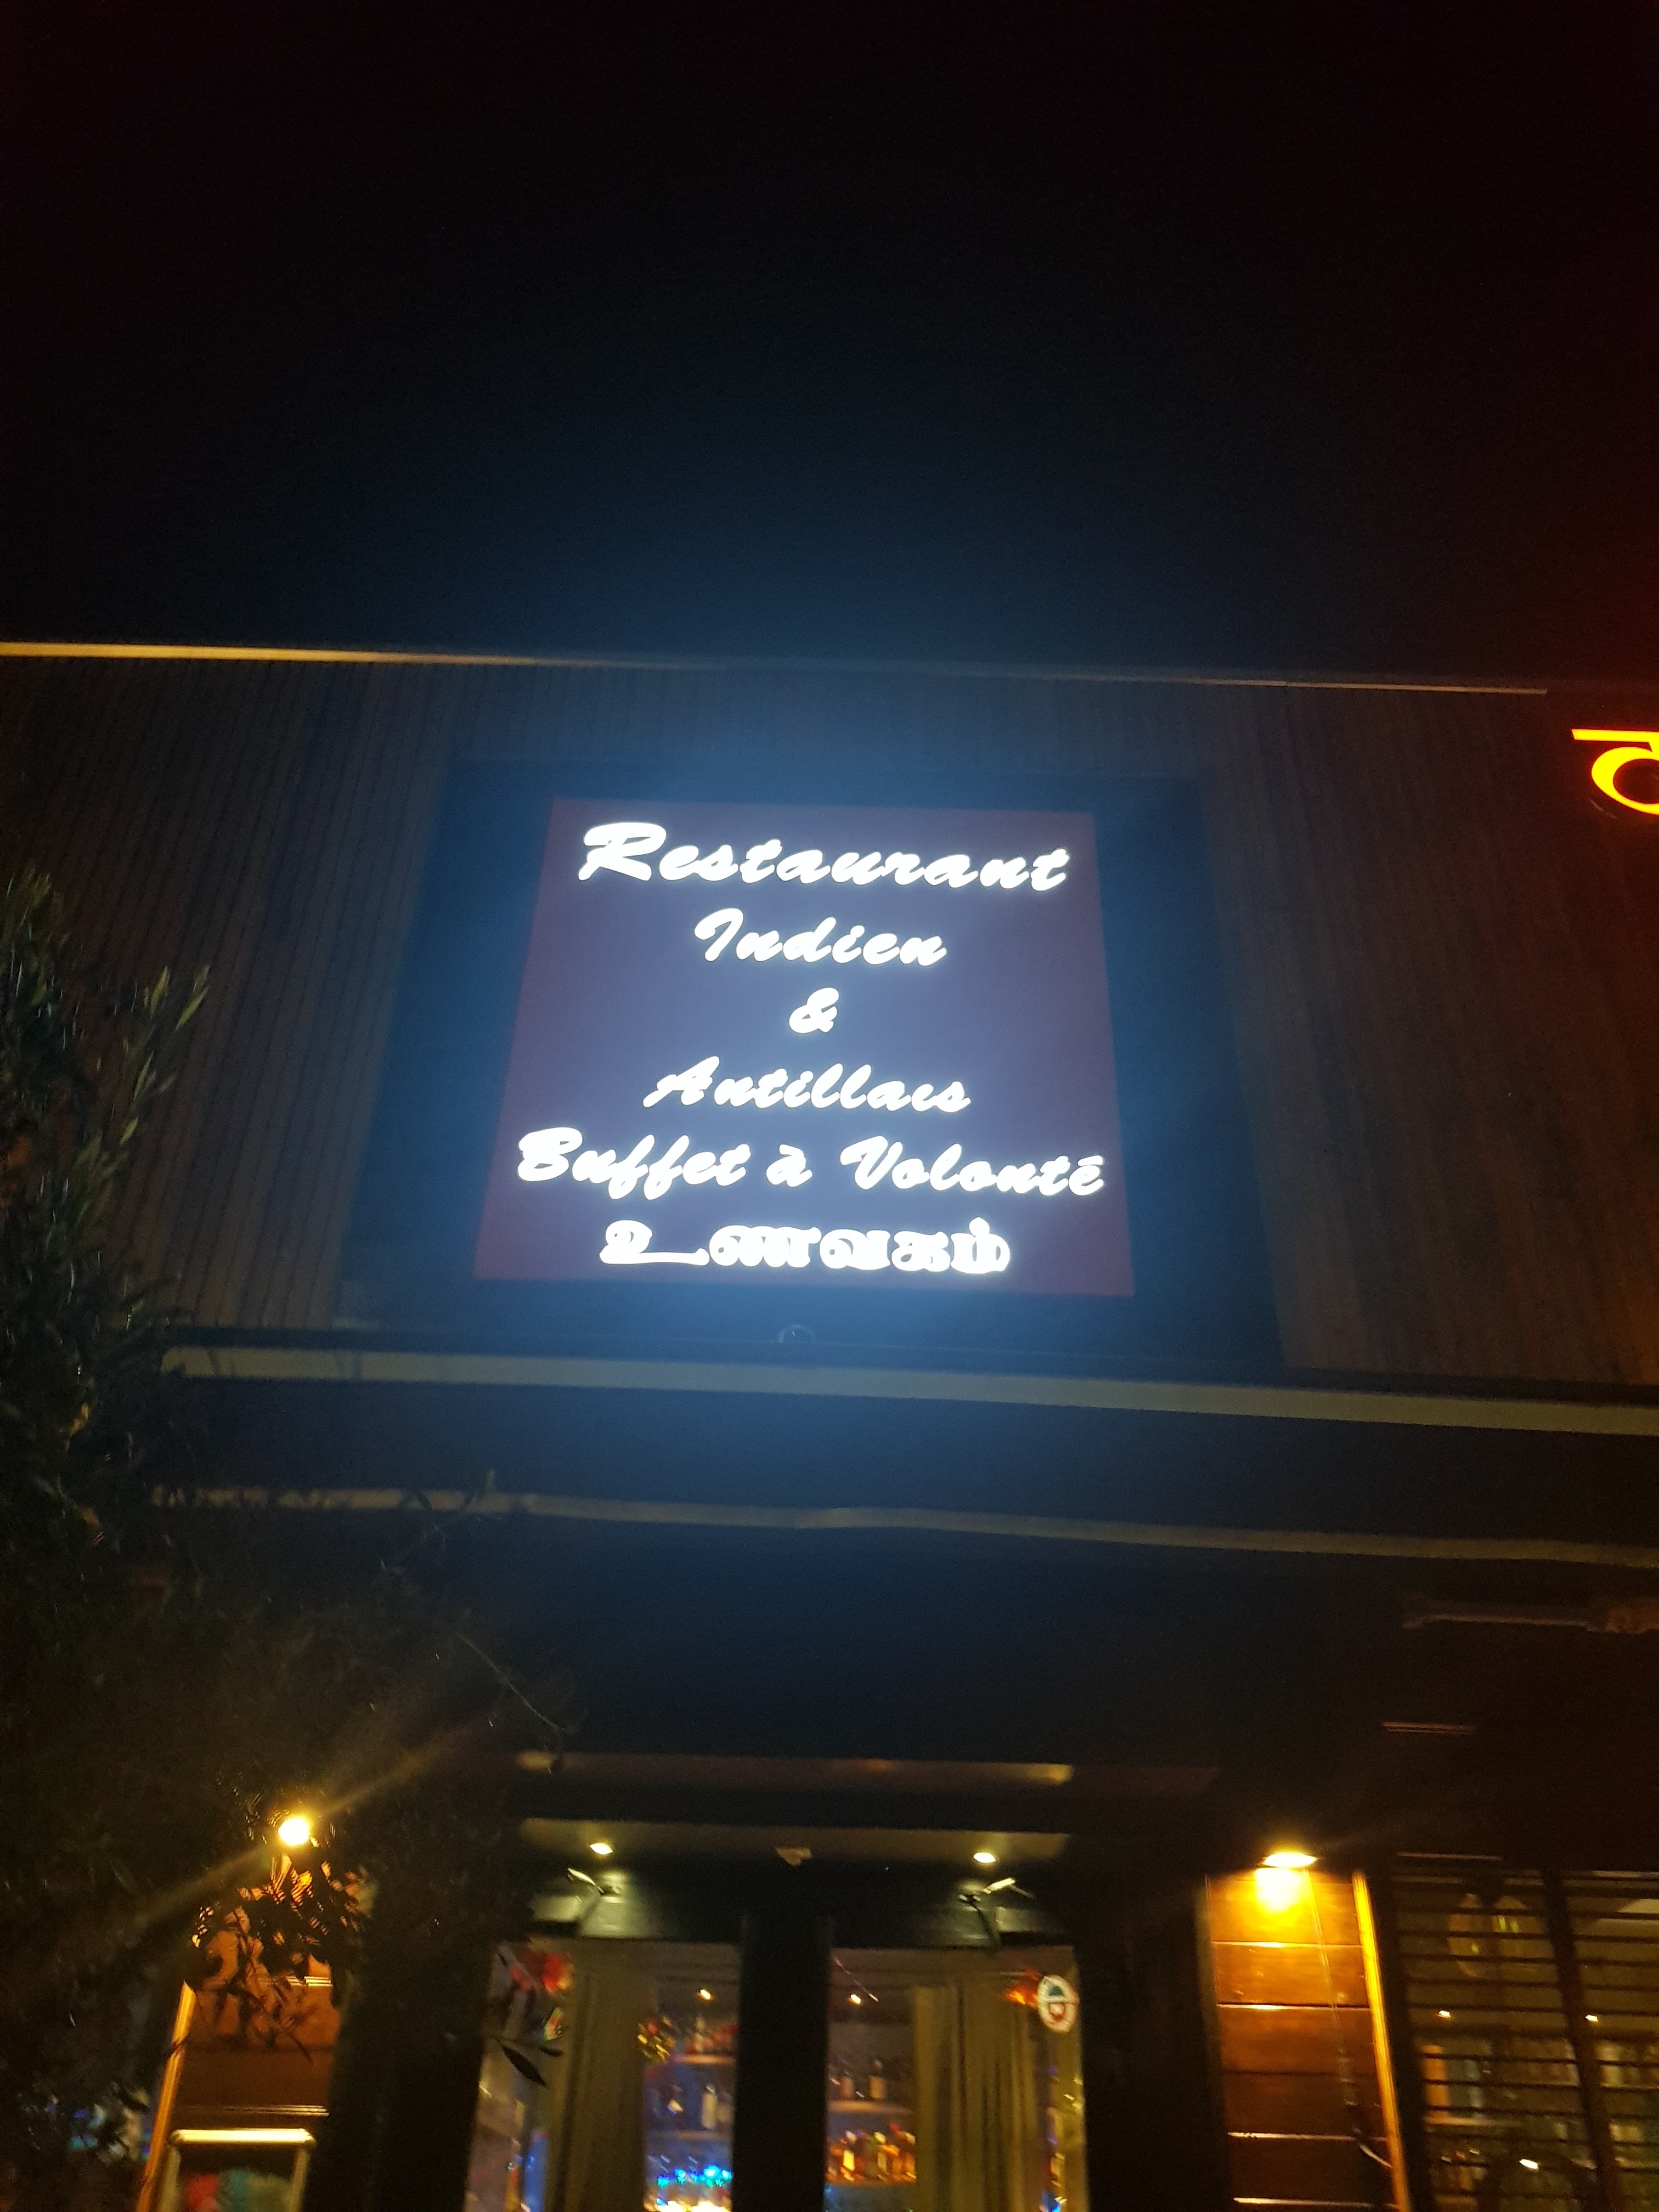 Restaurant
Indien
&
Antillais
Buffet à Volonté
உணவகம்